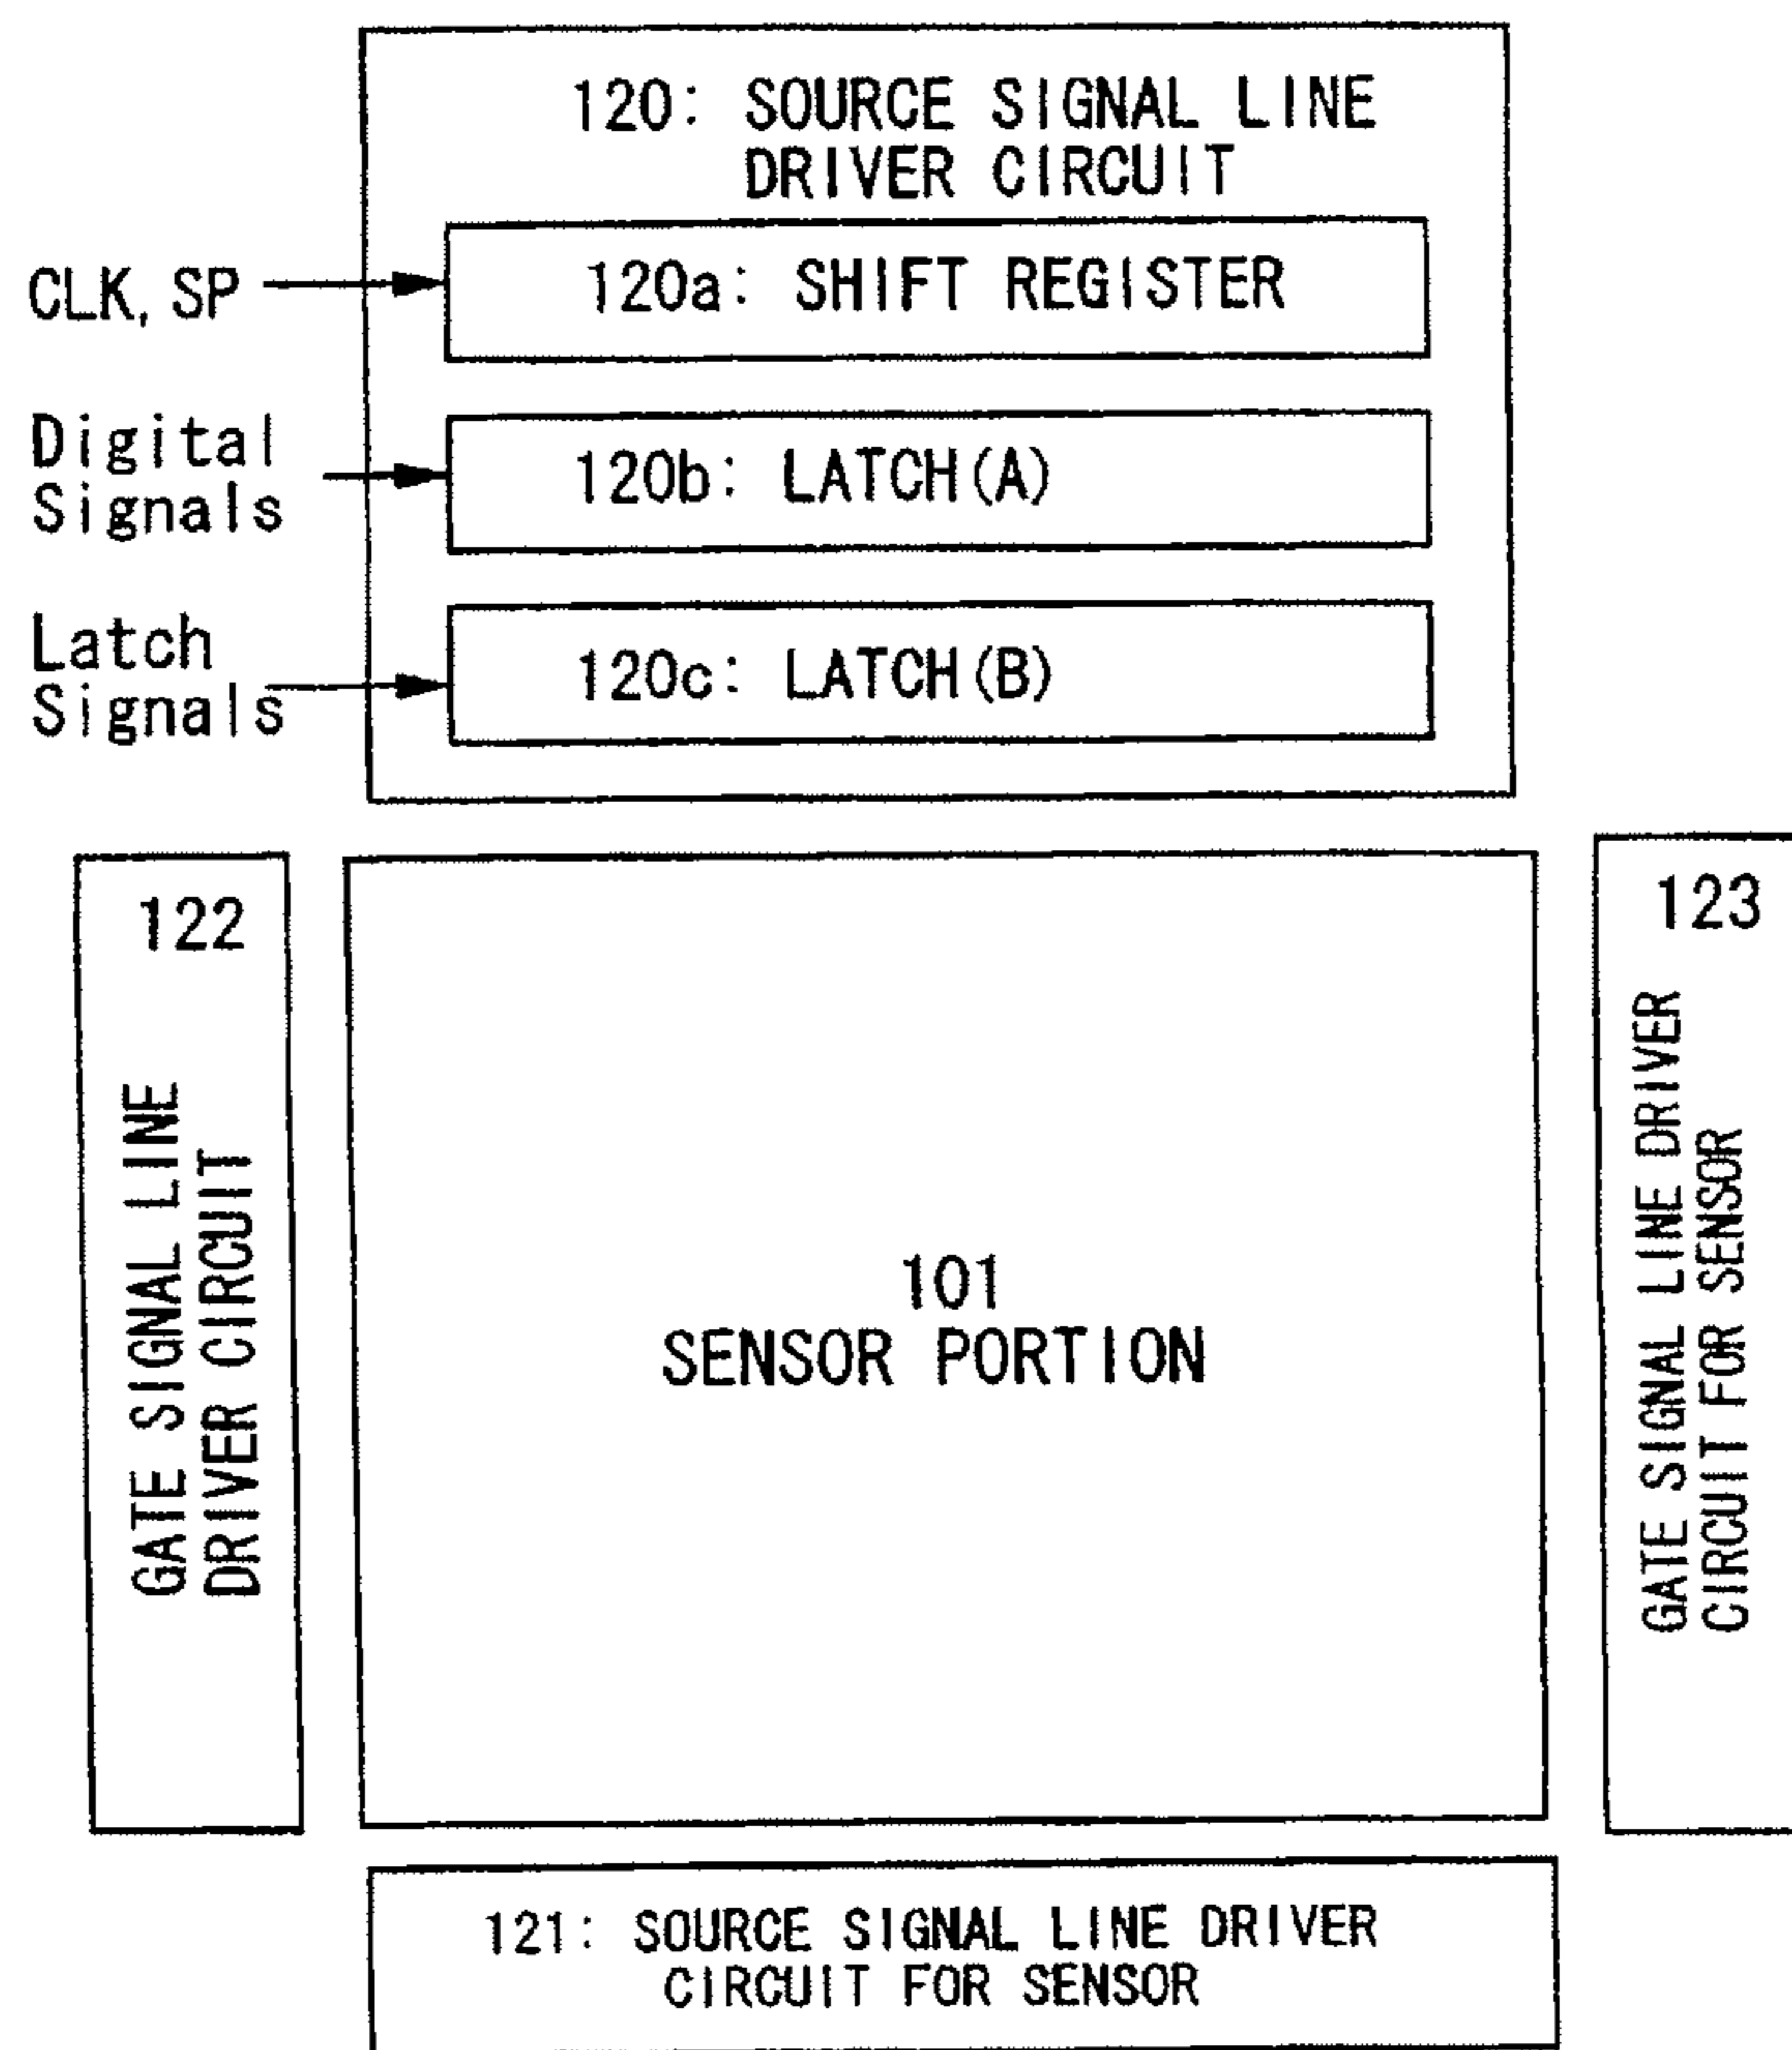 120: SOURCE SIGNAL LINE
DRIVER CIRCUIT
CLK, SP
120a: SHIFT REGISTER
Digital
Signals
120b: LATCH(A)
Latch
Signals
120c: LATCH(B)
122
GATE SIGNAL LINE
DRIVER CIRCUIT
101
SENSOR PORTION
123
GATE SIGNAL LINE DRIVER
CIRCUIT FOR SENSOR
121: SOURCE SIGNAL LINE DRIVER
CIRCUIT FOR SENSOR